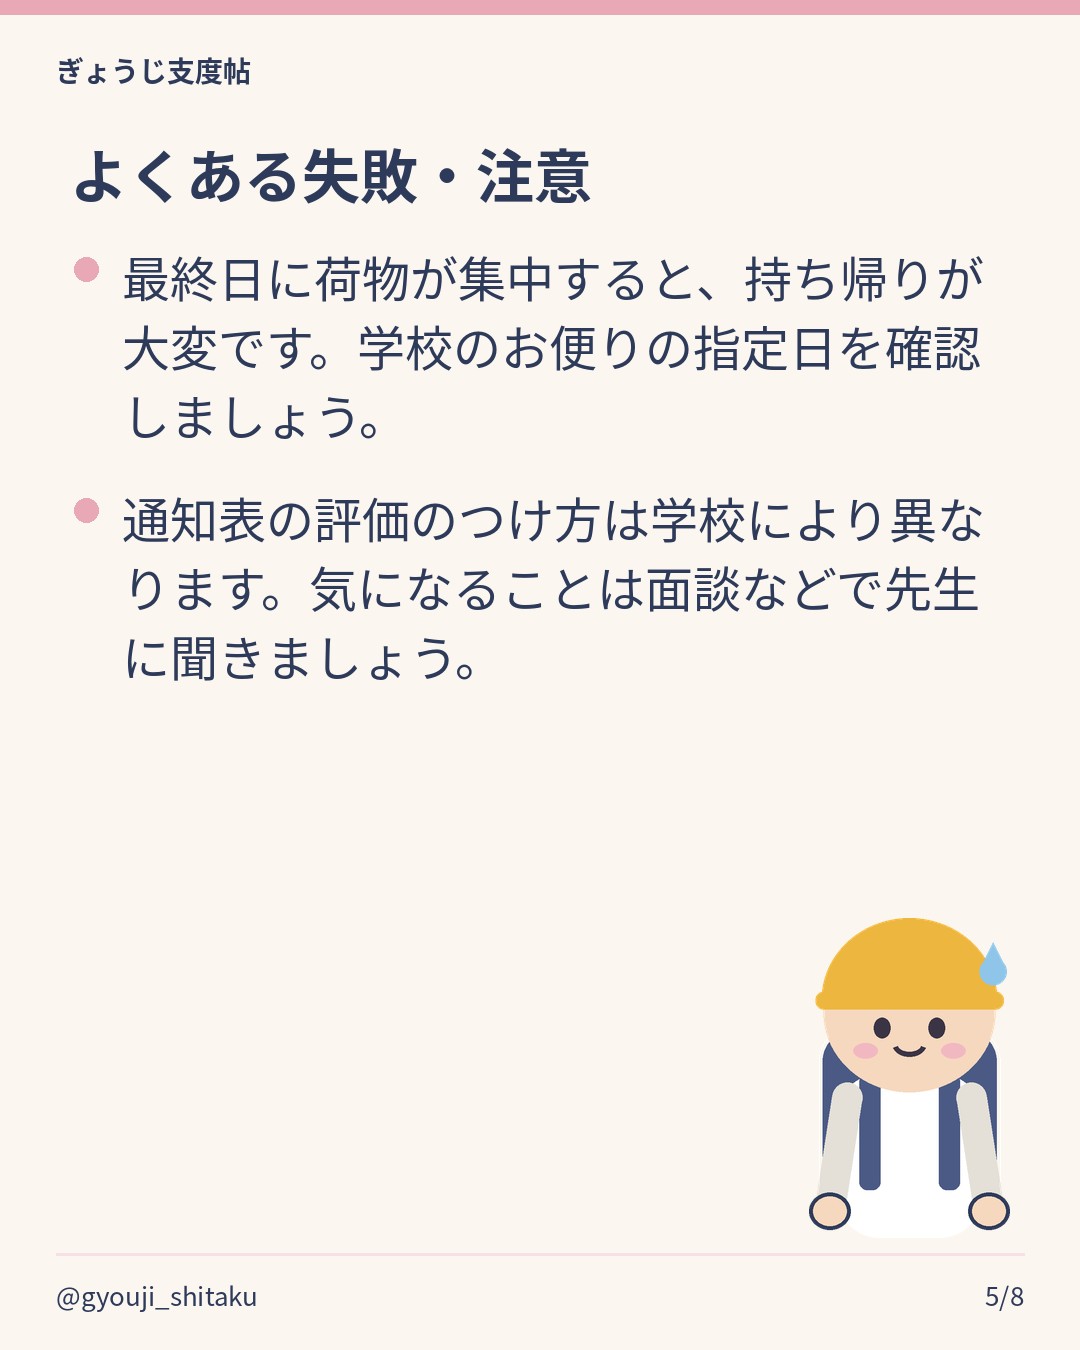 ぎょうじ支度帖
よくある失敗・注意
最終日に荷物が集中すると、持ち帰りが
大変です。学校のお便りの指定日を確認
しましょう。
通知表の評価のつけ方は学校により異な
ります。気になることは面談などで先生
に聞きましょう。
@gyouji_shitaku
5/8